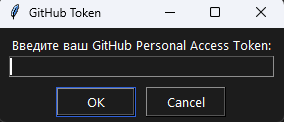 GitHub Token
Введите ваш GitHub Personal Access Token:
OK Cancel